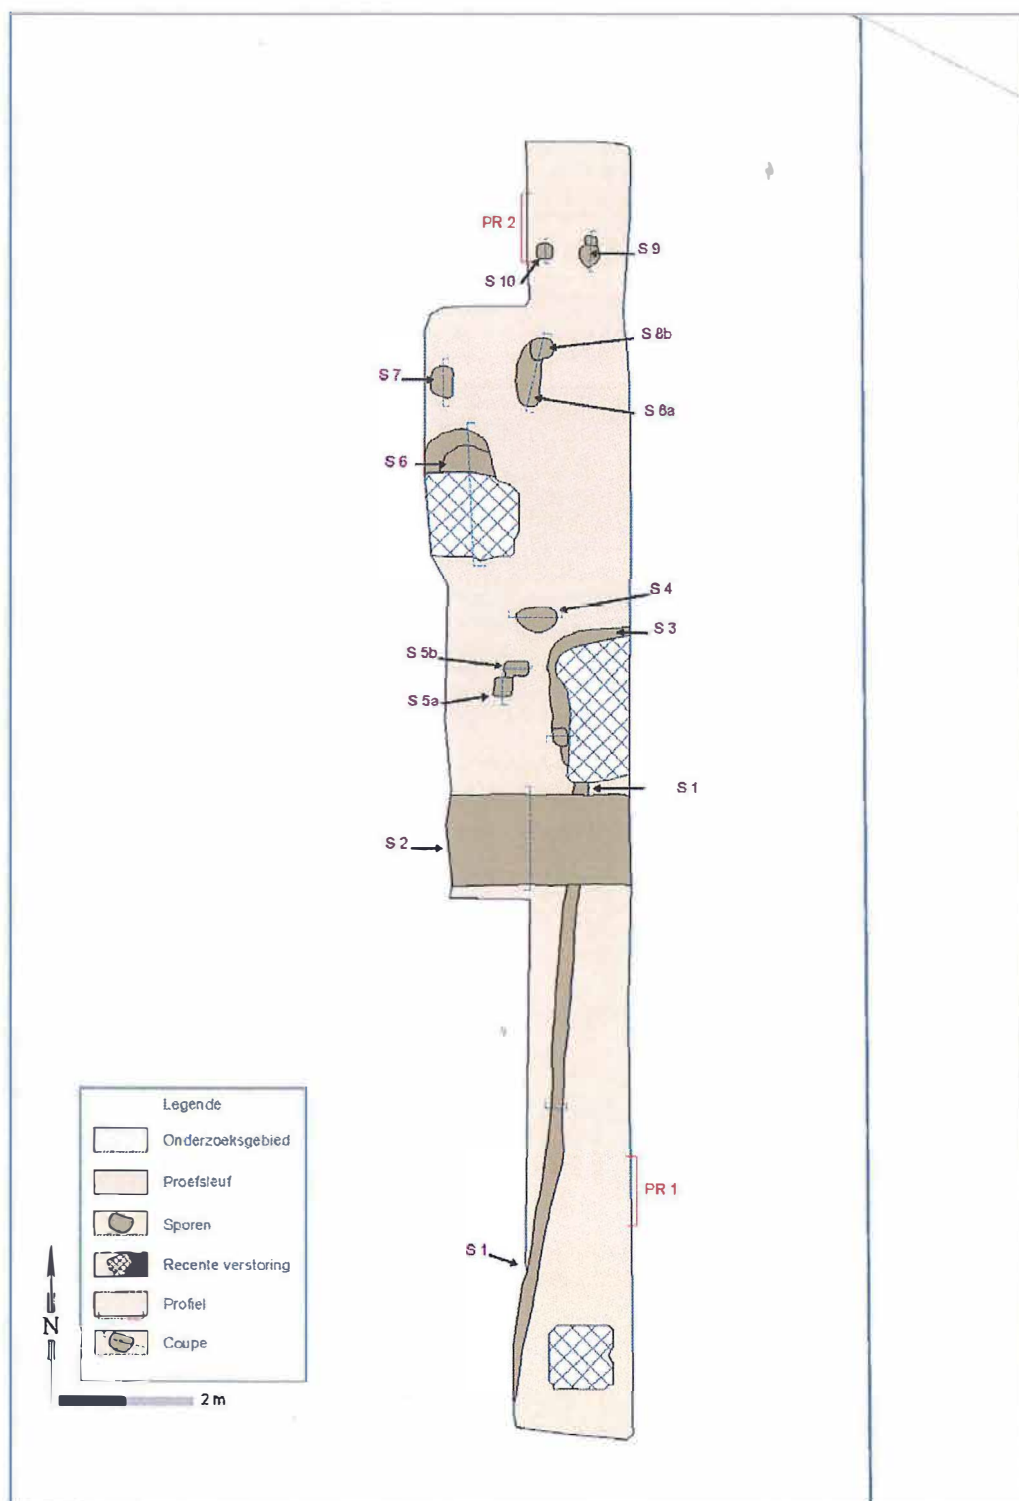 PR 2
S 9
S 10
S 8b
S 7
S 8a
S 6
S 4
S 3
S 5b
S 5a
S 1
S 2
Legende
Onderzoeksgebied
Proefsleuf
PR 1
Sporen
S 1
Recente verstoring
Profiel
N
Coupe
2 m